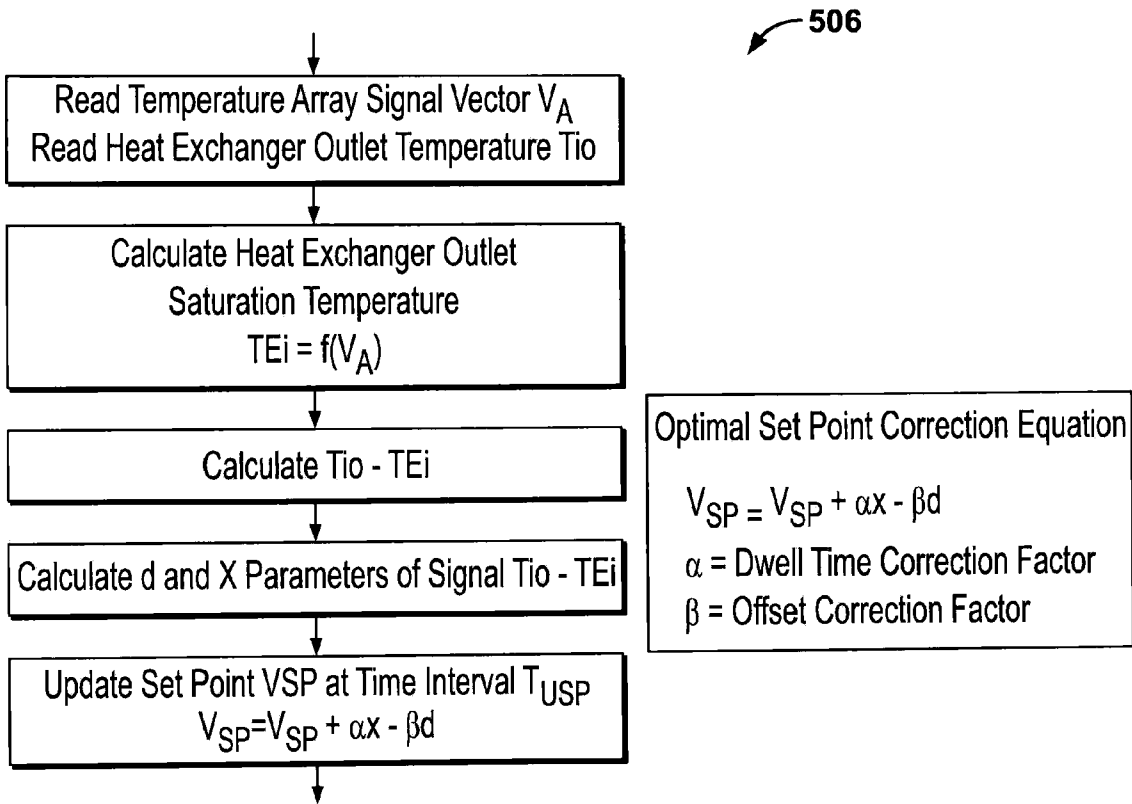 506
Read Temperature Array Signal Vector V_A
Read Heat Exchanger Outlet Temperature Tio
Calculate Heat Exchanger Outlet
Saturation Temperature
TEi = f(V_A)
Calculate Tio - TEi
Calculate d and X Parameters of Signal Tio - TEi
Update Set Point VSP at Time Interval T_USP
V_SP=V_SP + αx - βd
Optimal Set Point Correction Equation
V_SP = V_SP + αx - βd
α = Dwell Time Correction Factor
β = Offset Correction Factor